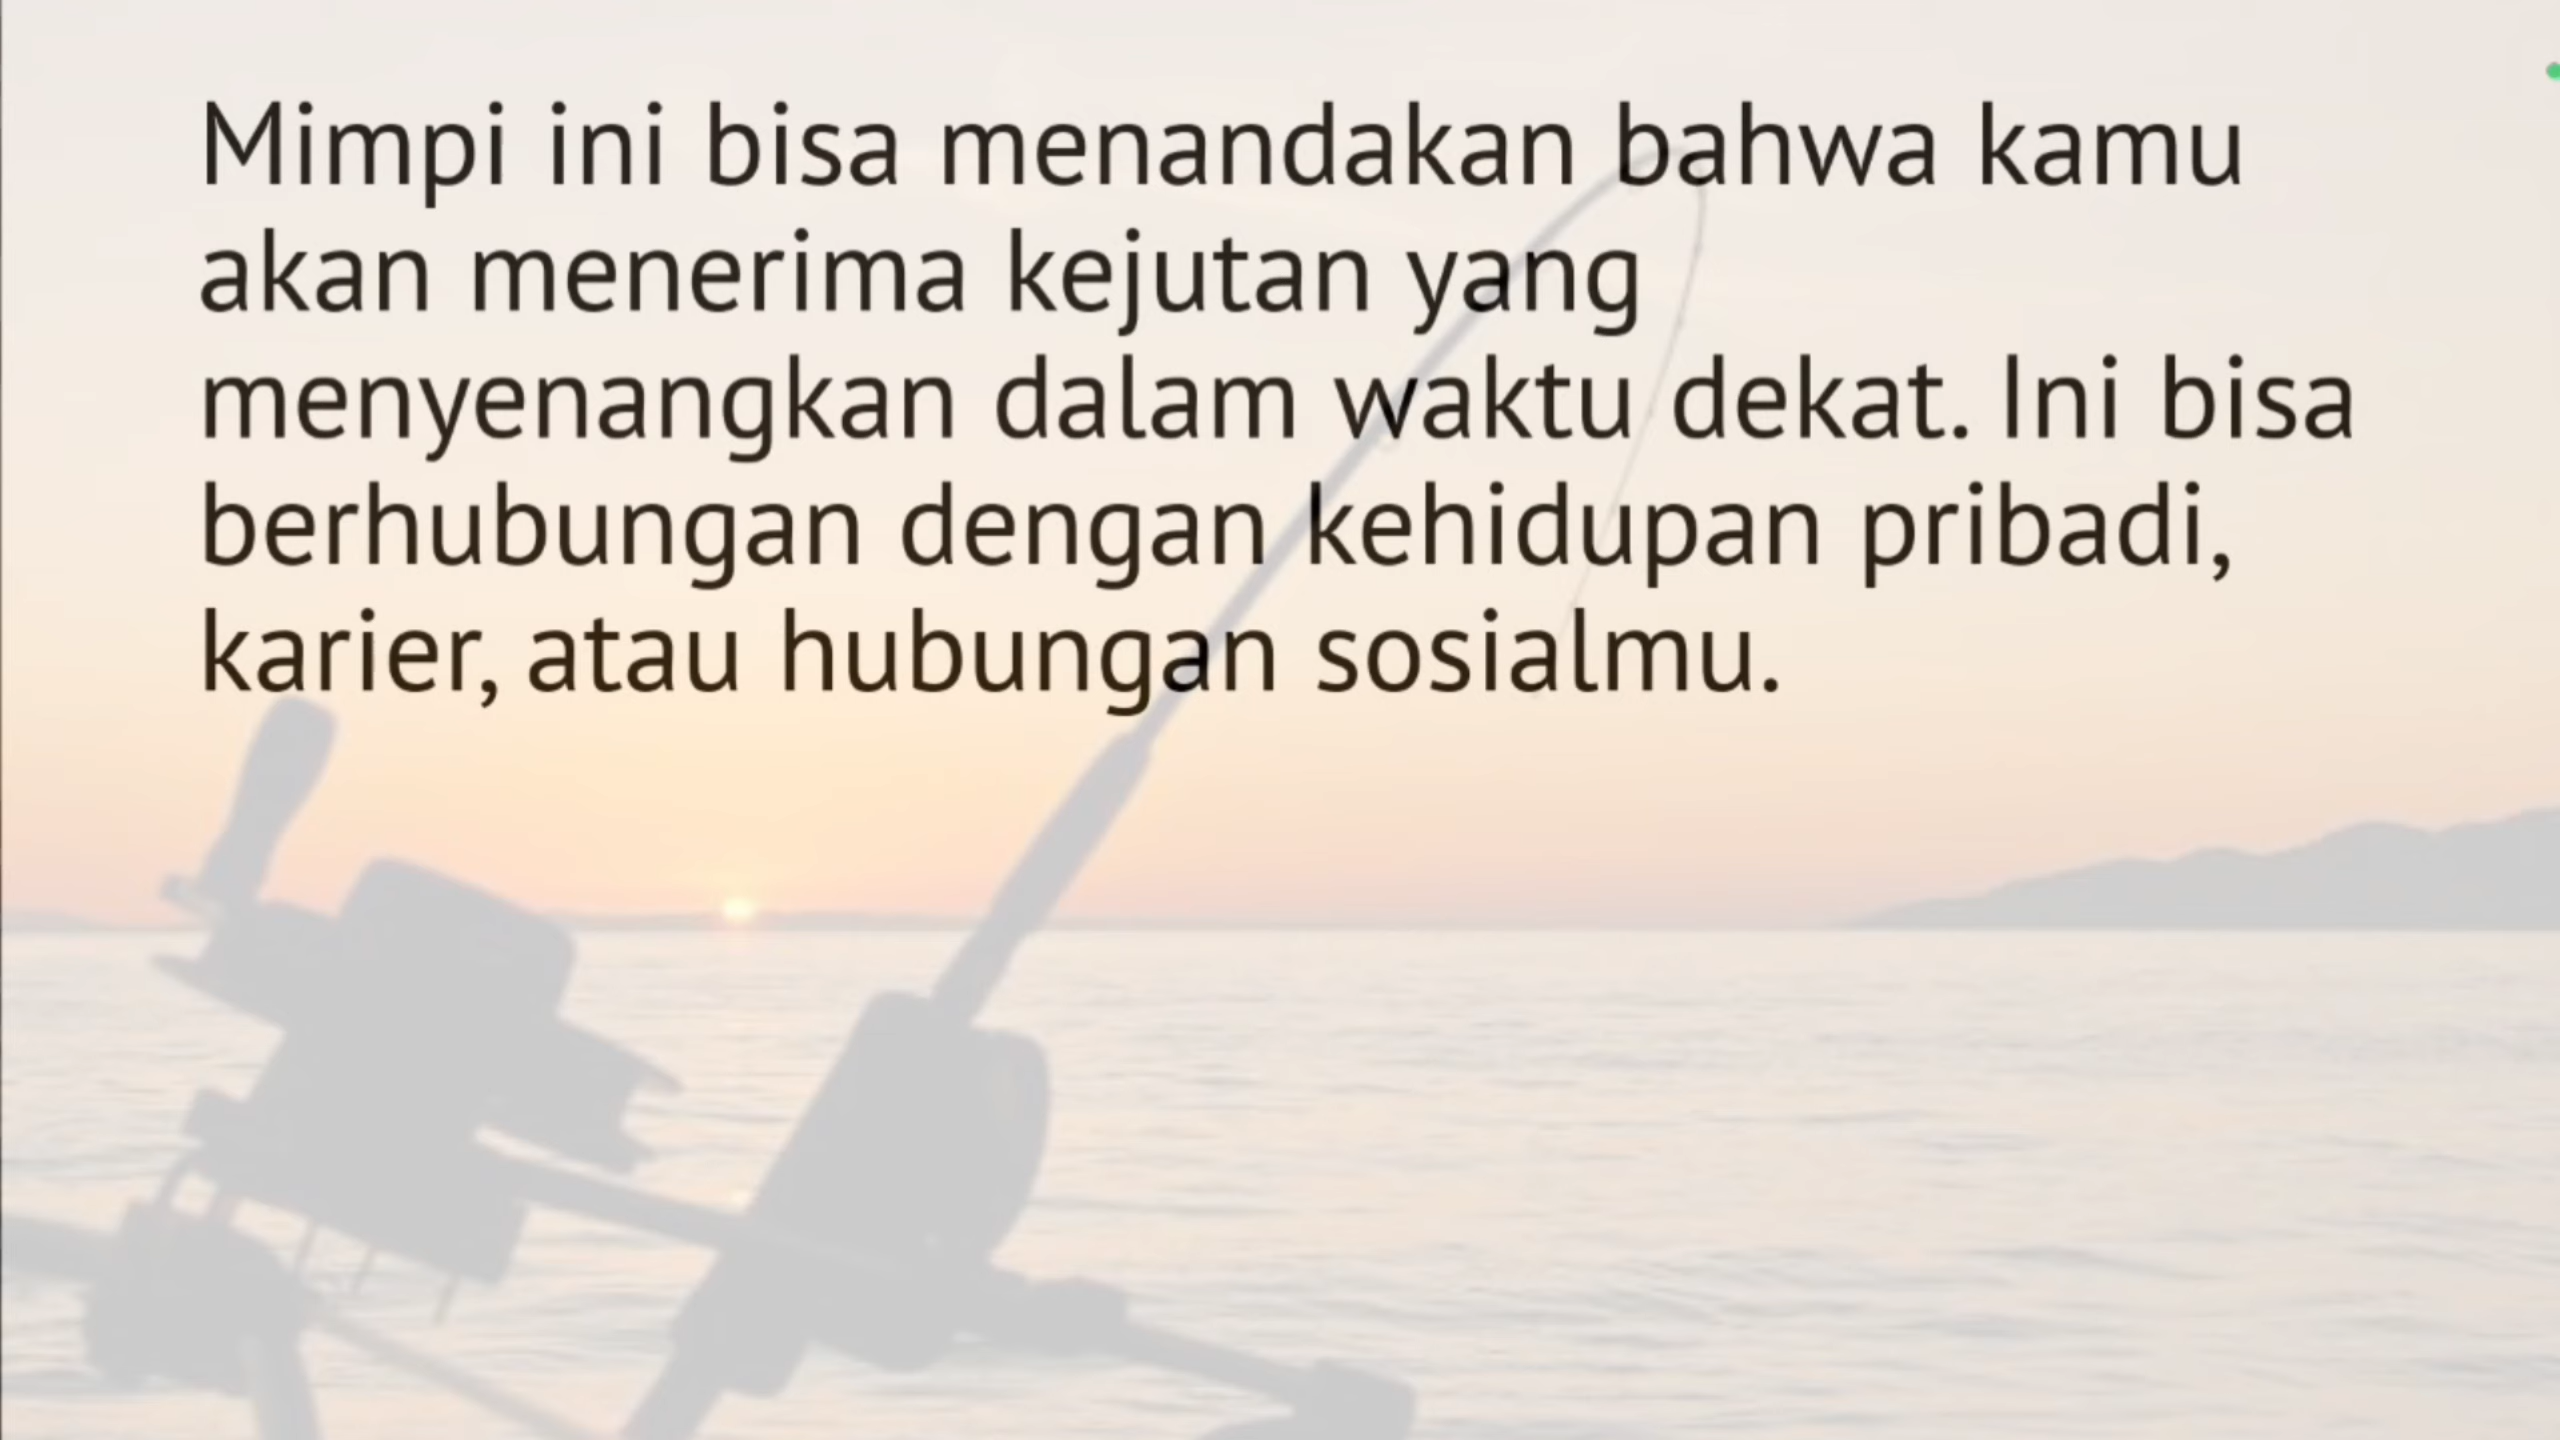 Mimpi ini bisa menandakan bahwa kamu
akan menerima kejutan yang
menyenangkan dalam waktu dekat. Ini bisa
berhubungan dengan kehidupan pribadi,
karier, atau hubungan sosialmu.